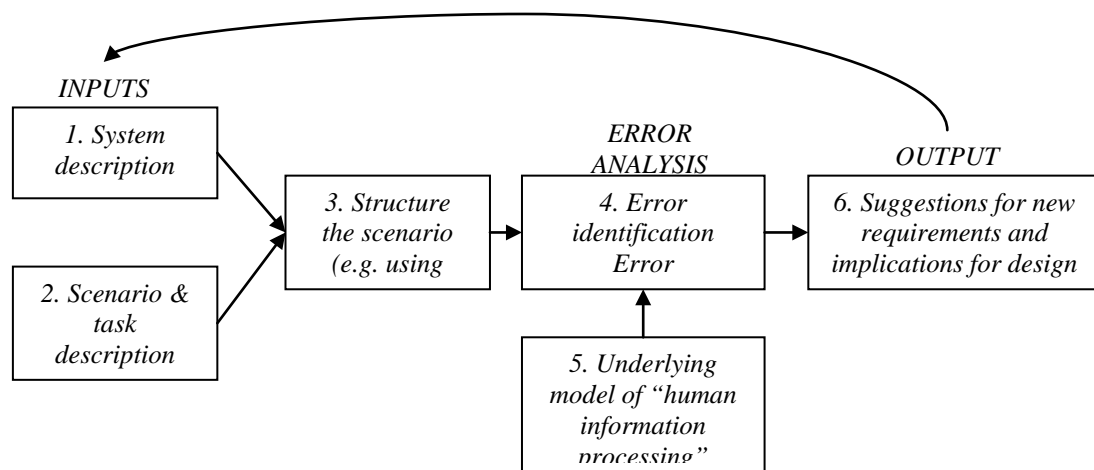 INPUTS
1. System
description
2. Scenario &
task
description
3. Structure
the scenario
(e.g. using
ERROR
ANALYSIS
4. Error
identification
Error
5. Underlying
model of “human
information
processing”
OUTPUT
6. Suggestions for new
requirements and
implications for design